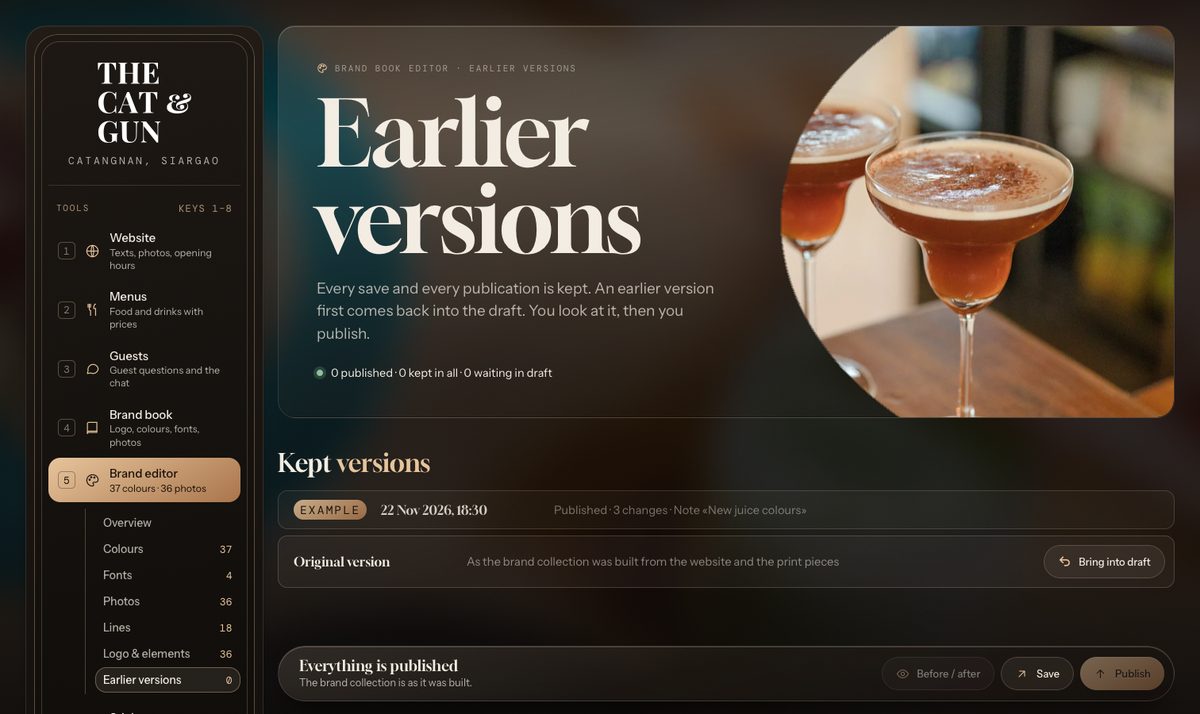 THE
CAT &
GUN
CATANGNAN, SIARGAO
TOOLS KEYS 1–8
1 Website
Texts, photos, opening
hours
2 Menus
Food and drinks with
prices
3 Guests
Guest questions and the
chat
4 Brand book
Logo, colours, fonts,
photos
5 Brand editor
37 colours · 36 photos
Overview
Colours 37
Fonts 4
Photos 36
Lines 18
Logo & elements 36
Earlier versions 0
BRAND BOOK EDITOR · EARLIER VERSIONS
Earlier
versions
Every save and every publication is kept. An earlier version
first comes back into the draft. You look at it, then you
publish.
0 published · 0 kept in all · 0 waiting in draft
Kept versions
EXAMPLE 22 Nov 2026, 18:30 Published · 3 changes · Note «New juice colours»
Original version As the brand collection was built from the website and the print pieces Bring into draft
Everything is published
The brand collection is as it was built.
Before / after Save Publish